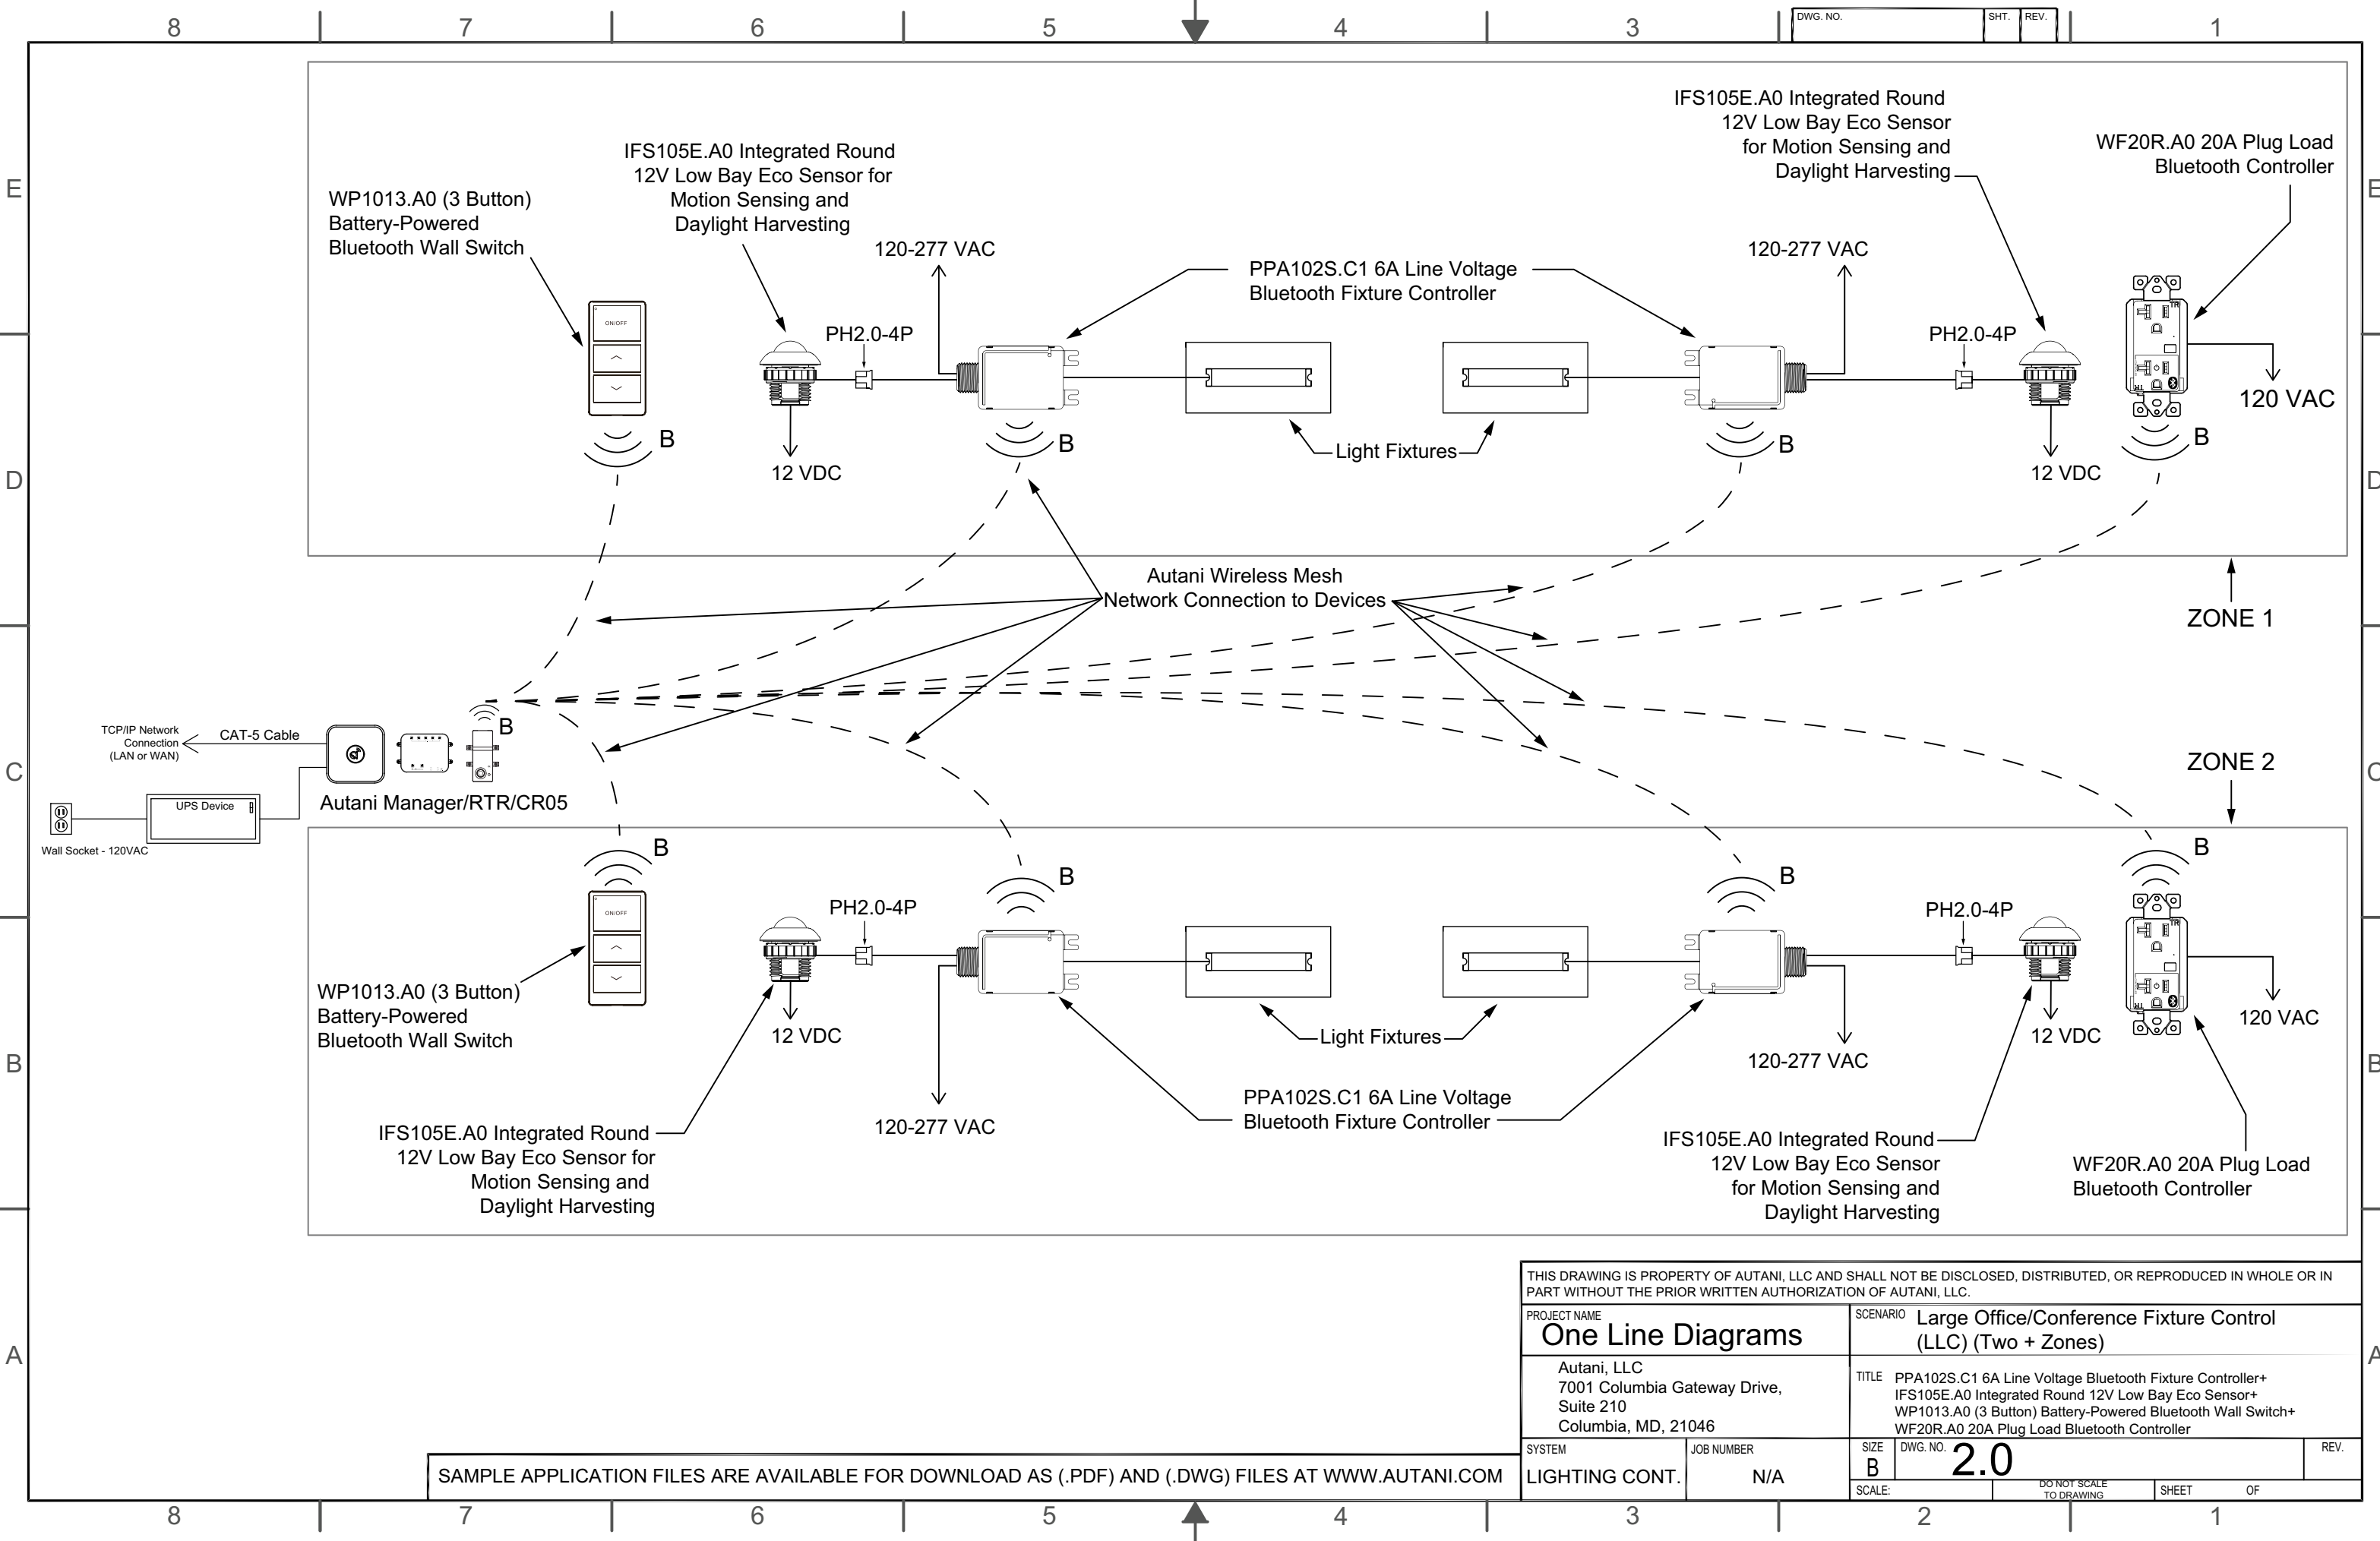 8 7 6 5 4 3 1
DWG. NO. SHT. REV.
E
E
D
D
C
C
B
B
A
A
WP1013.A0 (3 Button)
Battery-Powered
Bluetooth Wall Switch
IFS105E.A0 Integrated Round
12V Low Bay Eco Sensor for
Motion Sensing and
Daylight Harvesting
120-277 VAC
PPA102S.C1 6A Line Voltage
Bluetooth Fixture Controller
120-277 VAC
IFS105E.A0 Integrated Round
12V Low Bay Eco Sensor
for Motion Sensing and
Daylight Harvesting
WF20R.A0 20A Plug Load
Bluetooth Controller
ON/OFF
PH2.0-4P
PH2.0-4P
TR
120 VAC
B
12 VDC
B
Light Fixtures
B
12 VDC
B
Autani Wireless Mesh
Network Connection to Devices
ZONE 1
TCP/IP Network
Connection
(LAN or WAN)
CAT-5 Cable
B
Autani Manager/RTR/CR05
UPS Device
Wall Socket - 120VAC
ZONE 2
B
B
B
B
ON/OFF
PH2.0-4P
PH2.0-4P
TR
WP1013.A0 (3 Button)
Battery-Powered
Bluetooth Wall Switch
12 VDC
Light Fixtures
12 VDC
120 VAC
120-277 VAC
120-277 VAC
PPA102S.C1 6A Line Voltage
Bluetooth Fixture Controller
IFS105E.A0 Integrated Round
12V Low Bay Eco Sensor for
Motion Sensing and
Daylight Harvesting
IFS105E.A0 Integrated Round
12V Low Bay Eco Sensor
for Motion Sensing and
Daylight Harvesting
WF20R.A0 20A Plug Load
Bluetooth Controller
THIS DRAWING IS PROPERTY OF AUTANI, LLC AND SHALL NOT BE DISCLOSED, DISTRIBUTED, OR REPRODUCED IN WHOLE OR IN
PART WITHOUT THE PRIOR WRITTEN AUTHORIZATION OF AUTANI, LLC.
PROJECT NAME
One Line Diagrams
SCENARIO Large Office/Conference Fixture Control
(LLC) (Two + Zones)
Autani, LLC
7001 Columbia Gateway Drive,
Suite 210
Columbia, MD, 21046
TITLE PPA102S.C1 6A Line Voltage Bluetooth Fixture Controller+
IFS105E.A0 Integrated Round 12V Low Bay Eco Sensor+
WP1013.A0 (3 Button) Battery-Powered Bluetooth Wall Switch+
WF20R.A0 20A Plug Load Bluetooth Controller
SYSTEM
LIGHTING CONT.
JOB NUMBER
N/A
SIZE
B
DWG. NO. 2.0
REV.
SCALE:
DO NOT SCALE
TO DRAWING
SHEET OF
SAMPLE APPLICATION FILES ARE AVAILABLE FOR DOWNLOAD AS (.PDF) AND (.DWG) FILES AT WWW.AUTANI.COM
8 7 6 5 4 3 2 1